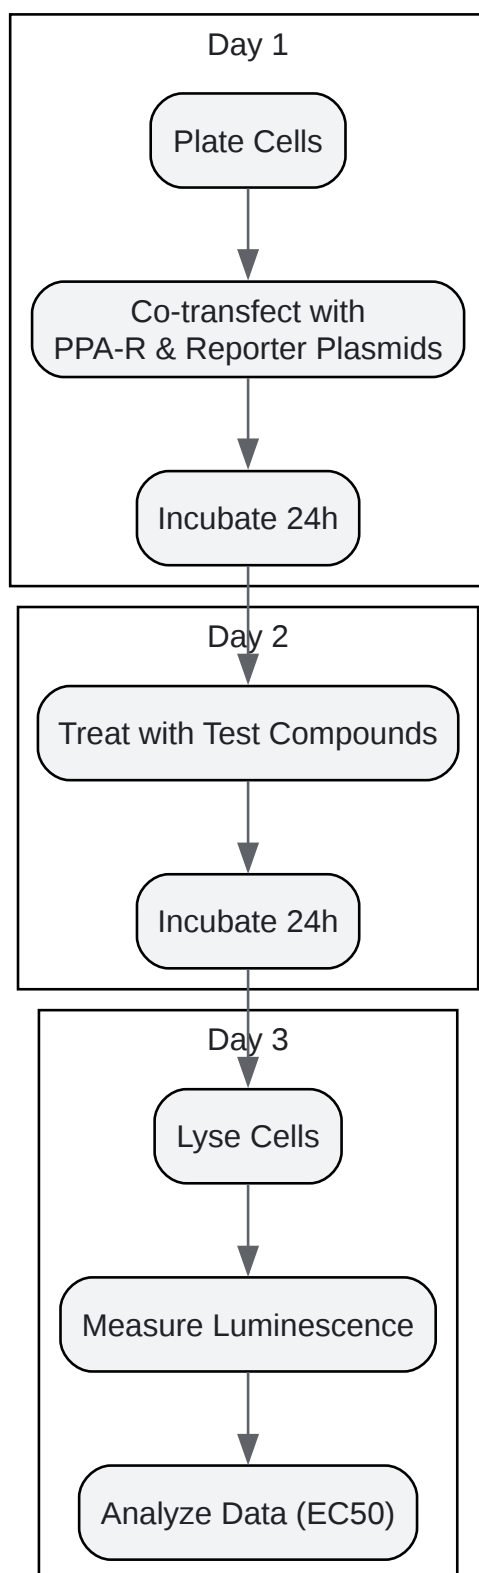 Day 1
Plate Cells
Co-transfect with
PPA-R & Reporter Plasmids
Incubate 24h
Day 2
Treat with Test Compounds
Incubate 24h
Day 3
Lyse Cells
Measure Luminescence
Analyze Data (EC50)